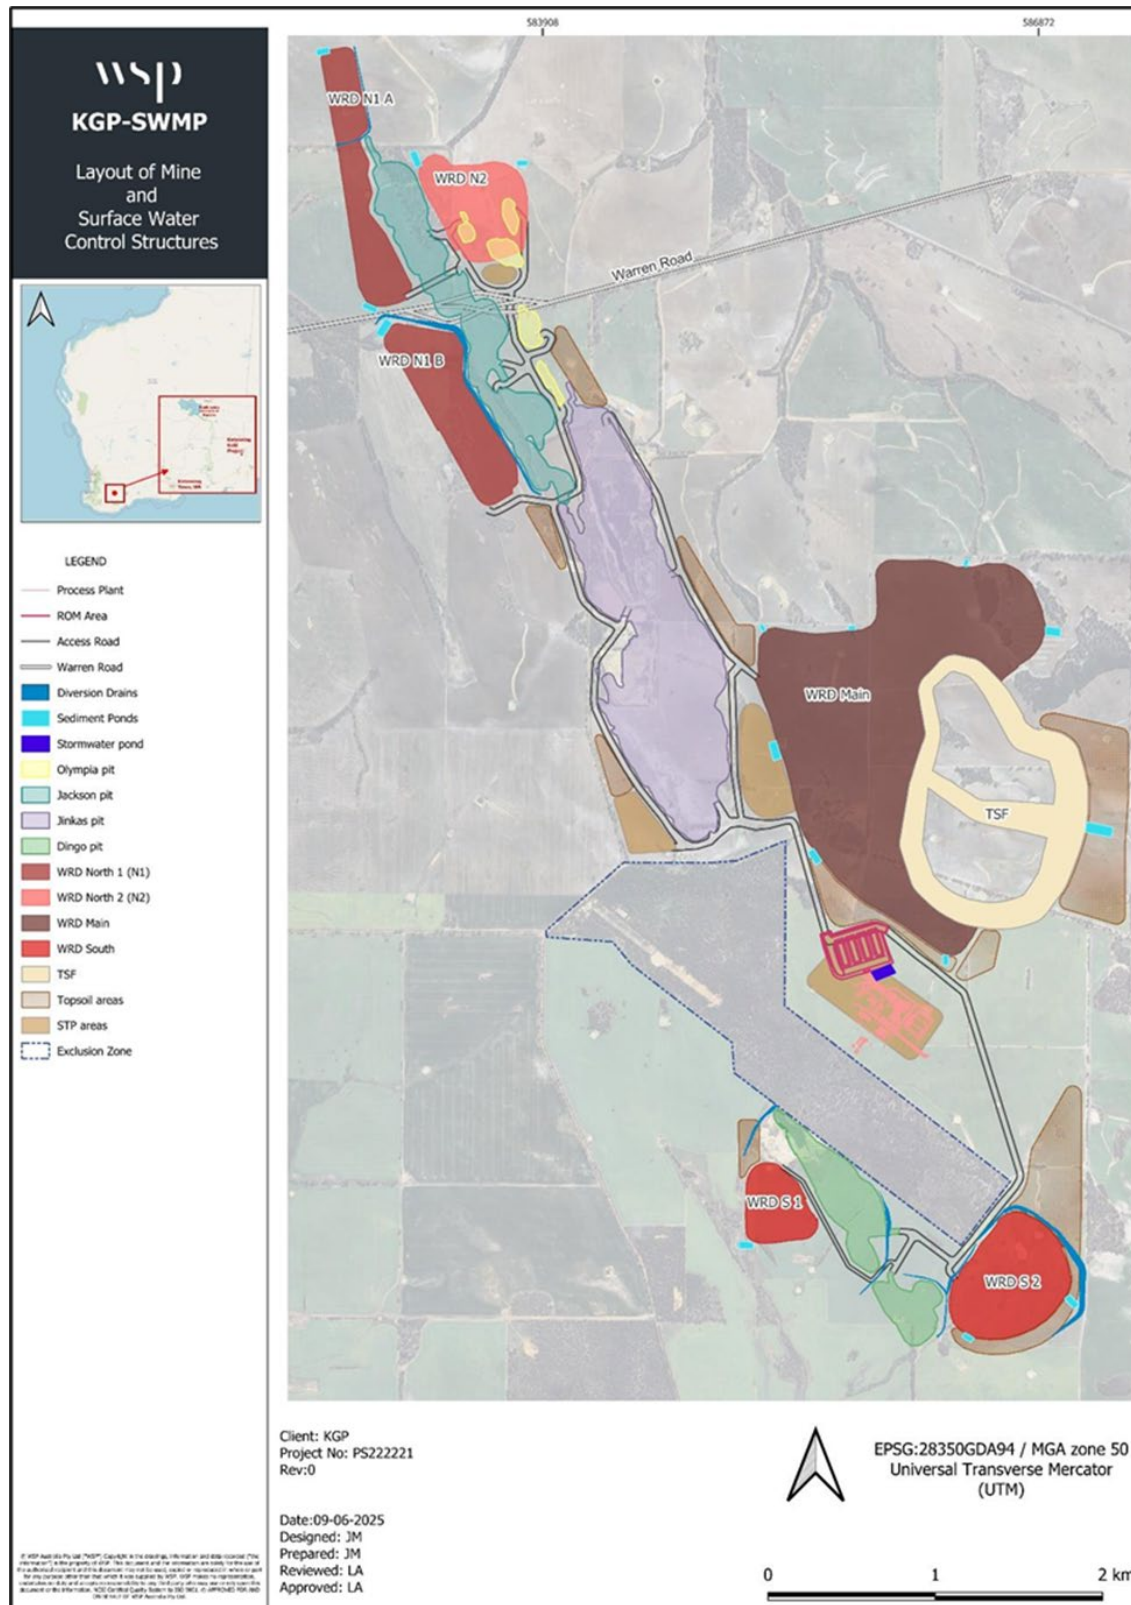 583908
586872
wsp
KGP-SWMP
Layout of Mine
and
Surface Water
Control Structures
LEGEND
Process Plant
ROM Area
Access Road
Warren Road
Diversion Drains
Sediment Ponds
Stormwater pond
Olympia pit
Jackson pit
Jinkas pit
Dingo pit
WRD North 1 (N1)
WRD North 2 (N2)
WRD Main
WRD South
TSF
Topsoil areas
STP areas
Exclusion Zone
WRD N1 A
WRD N2
Warren Road
WRD N1 B
WRD Main
TSF
WRD S 1
WRD S 2
Client: KGP
Project No: PS222221
Rev:0
Date:09-06-2025
Designed: JM
Prepared: JM
Reviewed: LA
Approved: LA
EPSG:28350GDA94 / MGA zone 50
Universal Transverse Mercator
(UTM)
0 1 2 km